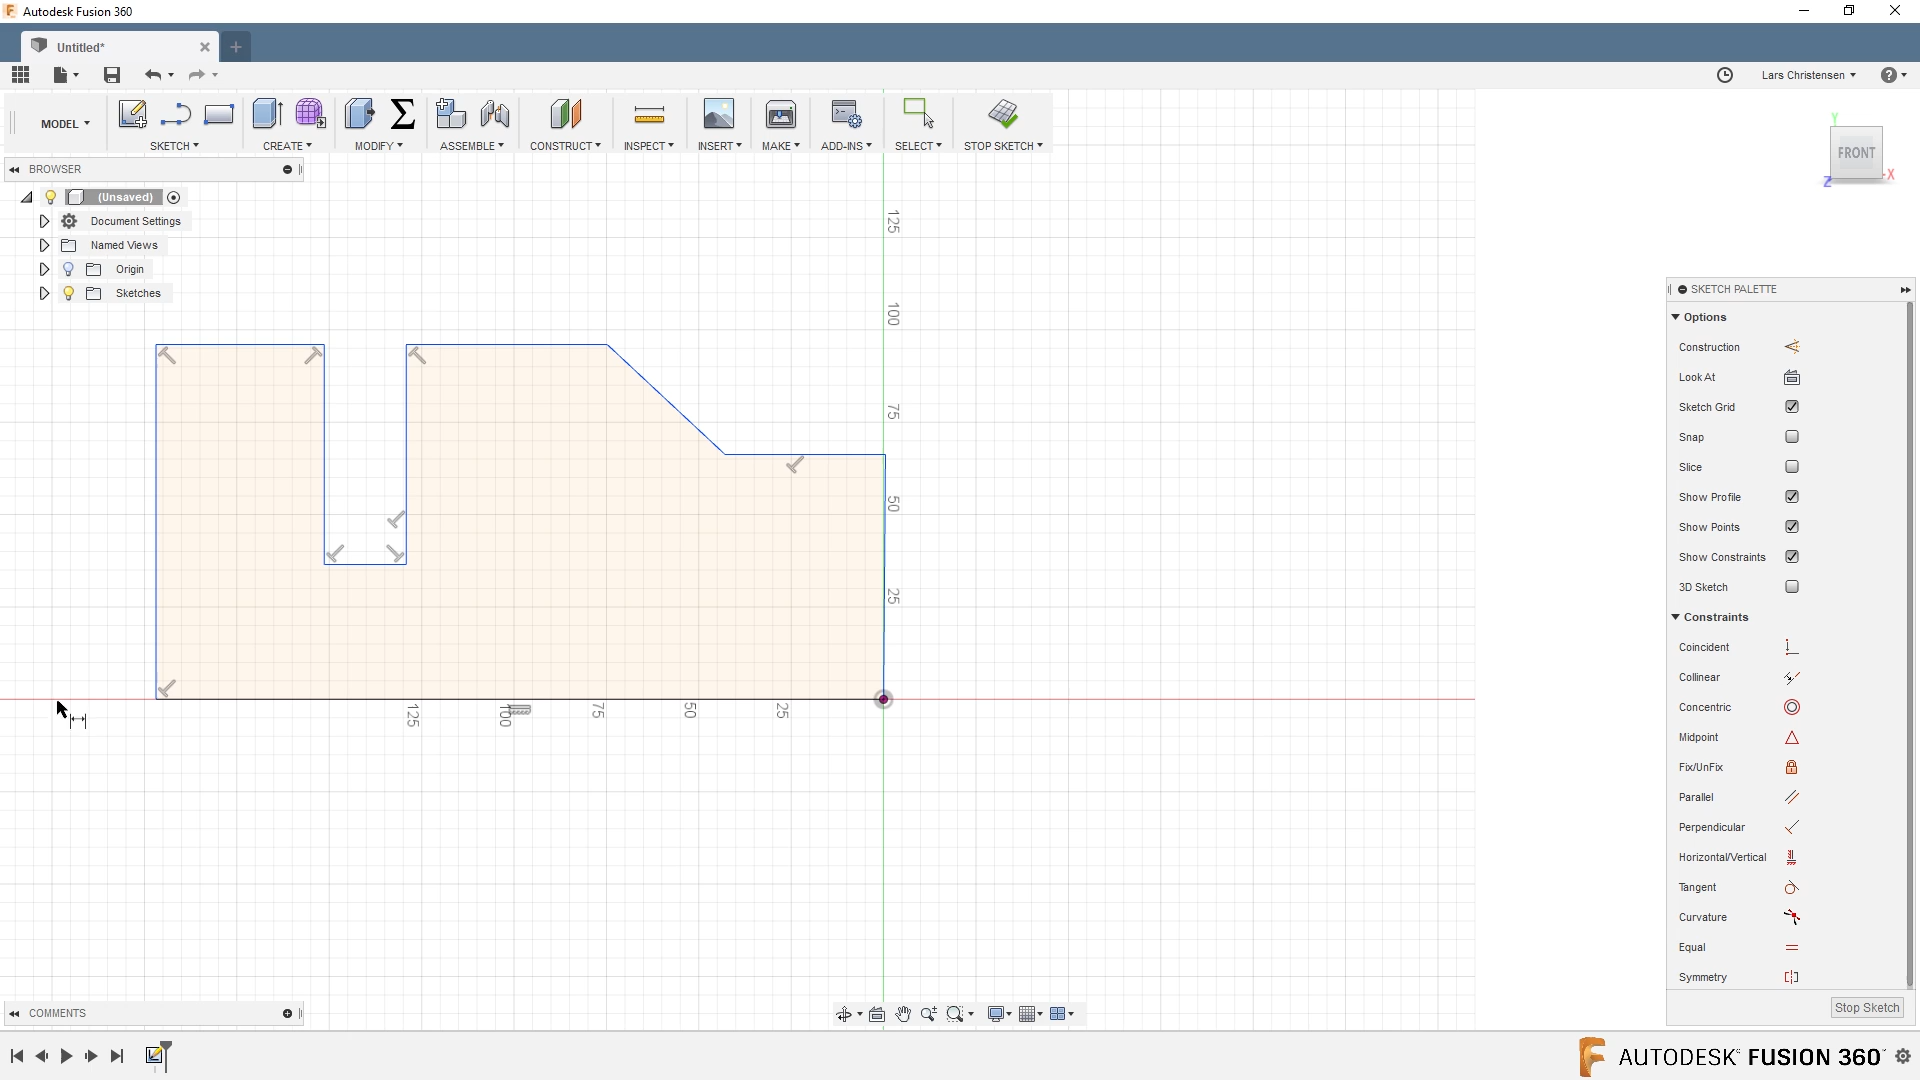 Autodesk Fusion 360
Untitled*
Lars Christensen
MODEL
SKETCH
CREATE
MODIFY
ASSEMBLE
CONSTRUCT
INSPECT
INSERT
MAKE
ADD-INS
SELECT
STOP SKETCH
BROWSER
(Unsaved)
Document Settings
Named Views
Origin
Sketches
Y
FRONT
X
Z
125
100
75
50
25
125
100
75
50
25
SKETCH PALETTE
Options
Construction
Look At
Sketch Grid
Snap
Slice
Show Profile
Show Points
Show Constraints
3D Sketch
Constraints
Coincident
Collinear
Concentric
Midpoint
Fix/UnFix
Parallel
Perpendicular
Horizontal/Vertical
Tangent
Curvature
Equal
Symmetry
Stop Sketch
COMMENTS
AUTODESK FUSION 360